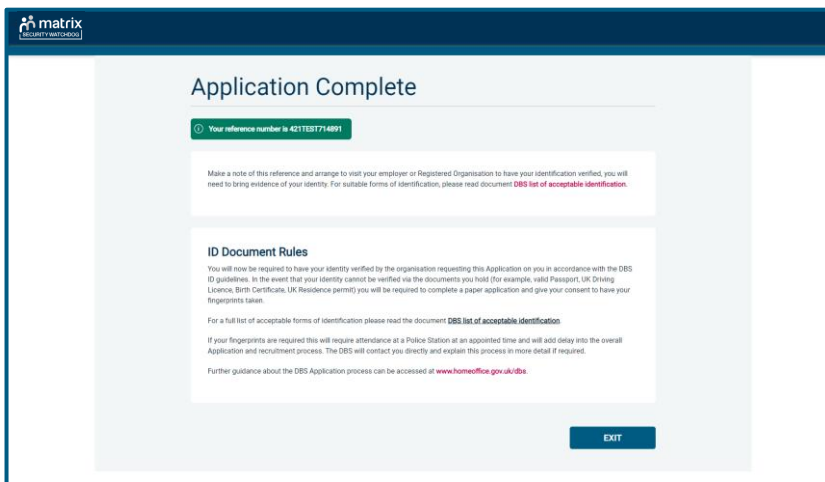 matrix
SECURITY WATCHDOG
Application Complete
Your reference number is 421TEST714891
Make a note of this reference and arrange to visit your employer or Registered Organisation to have your identification verified, you will
need to bring evidence of your identity. For suitable forms of identification, please read document DBS list of acceptable identification.
ID Document Rules
You will now be required to have your identity verified by the organisation requesting this Application on you in accordance with the DBS
ID guidelines. In the event that your identity cannot be verified via the documents you hold (for example, valid Passport, UK Driving
Licence, Birth Certificate, UK Residence permit) you will be required to complete a paper application and give your consent to have your
fingerprints taken.
For a full list of acceptable forms of identification please read the document DBS list of acceptable identification.
If your fingerprints are required this will require attendance at a Police Station at an appointed time and will add delay into the overall
Application and recruitment process. The DBS will contact you directly and explain this process in more detail if required.
Further guidance about the DBS Application process can be accessed at www.homeoffice.gov.uk/dbs.
EXIT